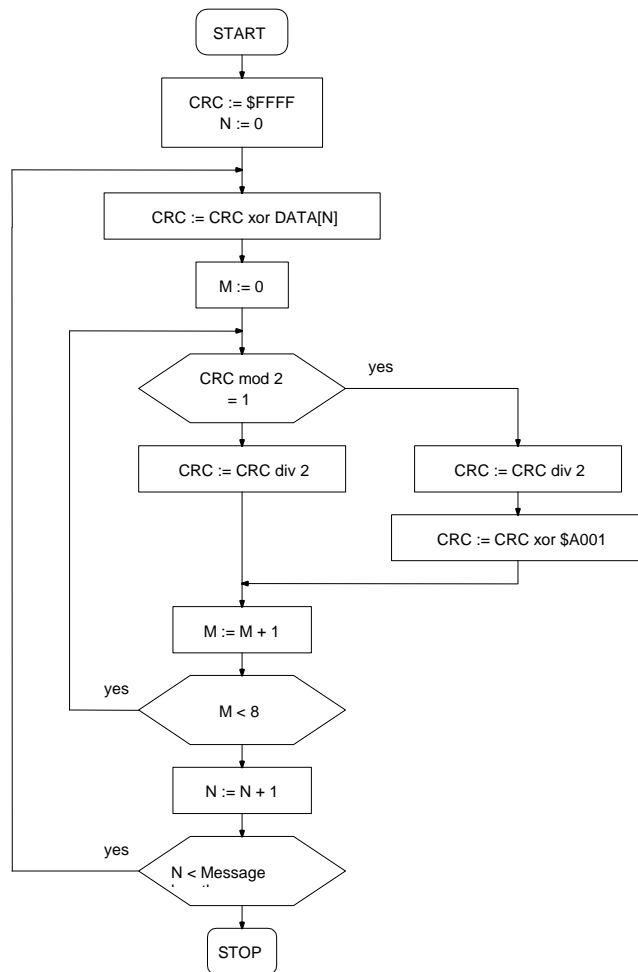 START
CRC := $FFFF
N := 0
CRC := CRC xor DATA[N]
M := 0
CRC mod 2
= 1
yes
CRC := CRC div 2
CRC := CRC div 2
CRC := CRC xor $A001
M := M + 1
yes
M < 8
N := N + 1
yes
N < Message
STOP